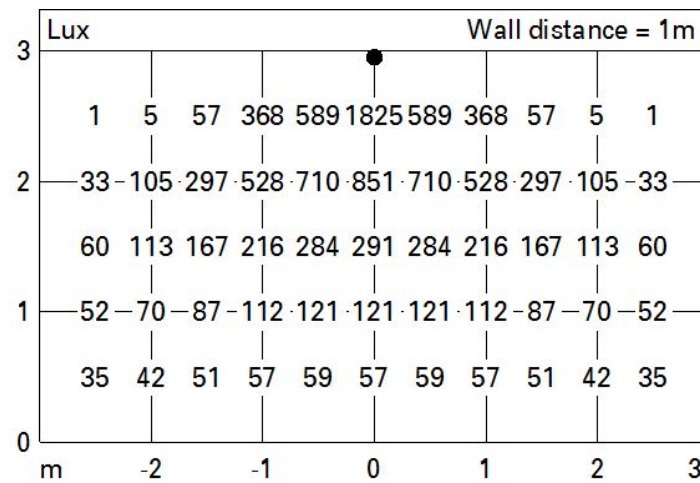 Lux Wall distance = 1m
3
1 5 57 368 589 1825 589 368 57 5 1
2 33 105 297 528 710 851 710 528 297 105 33
60 113 167 216 284 291 284 216 167 113 60
1 52 70 87 112 121 121 121 112 87 70 52
35 42 51 57 59 57 59 57 51 42 35
0
m -2 -1 0 1 2 3